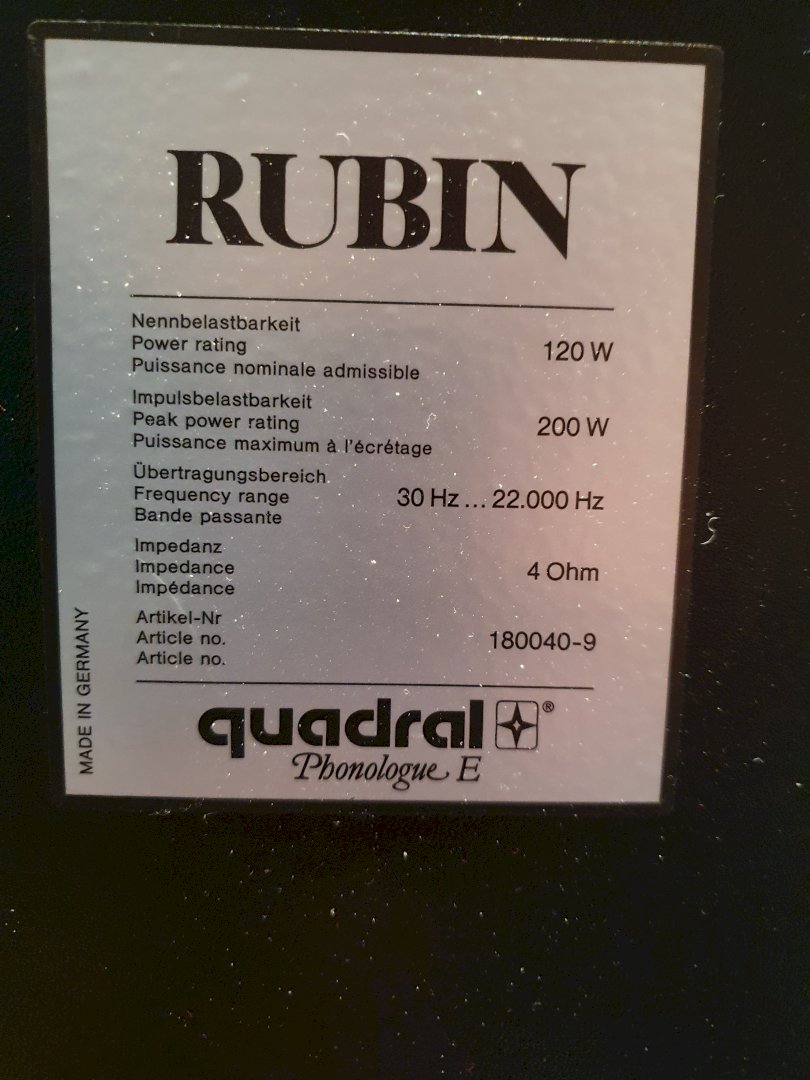 RUBIN
Nennbelastbarkeit
Power rating
Puissance nominale admissible
120 W
Impulsbelastbarkeit
Peak power rating
Puissance maximum à l'écrétage
200 W
Übertragungsbereich
Frequency range
Bande passante
30 Hz ... 22.000 Hz
Impedanz
Impedance
Impédance
4 Ohm
Artikel-Nr
Article no.
Article no.
180040-9
MADE IN GERMANY
quadral ®
Phonologue E